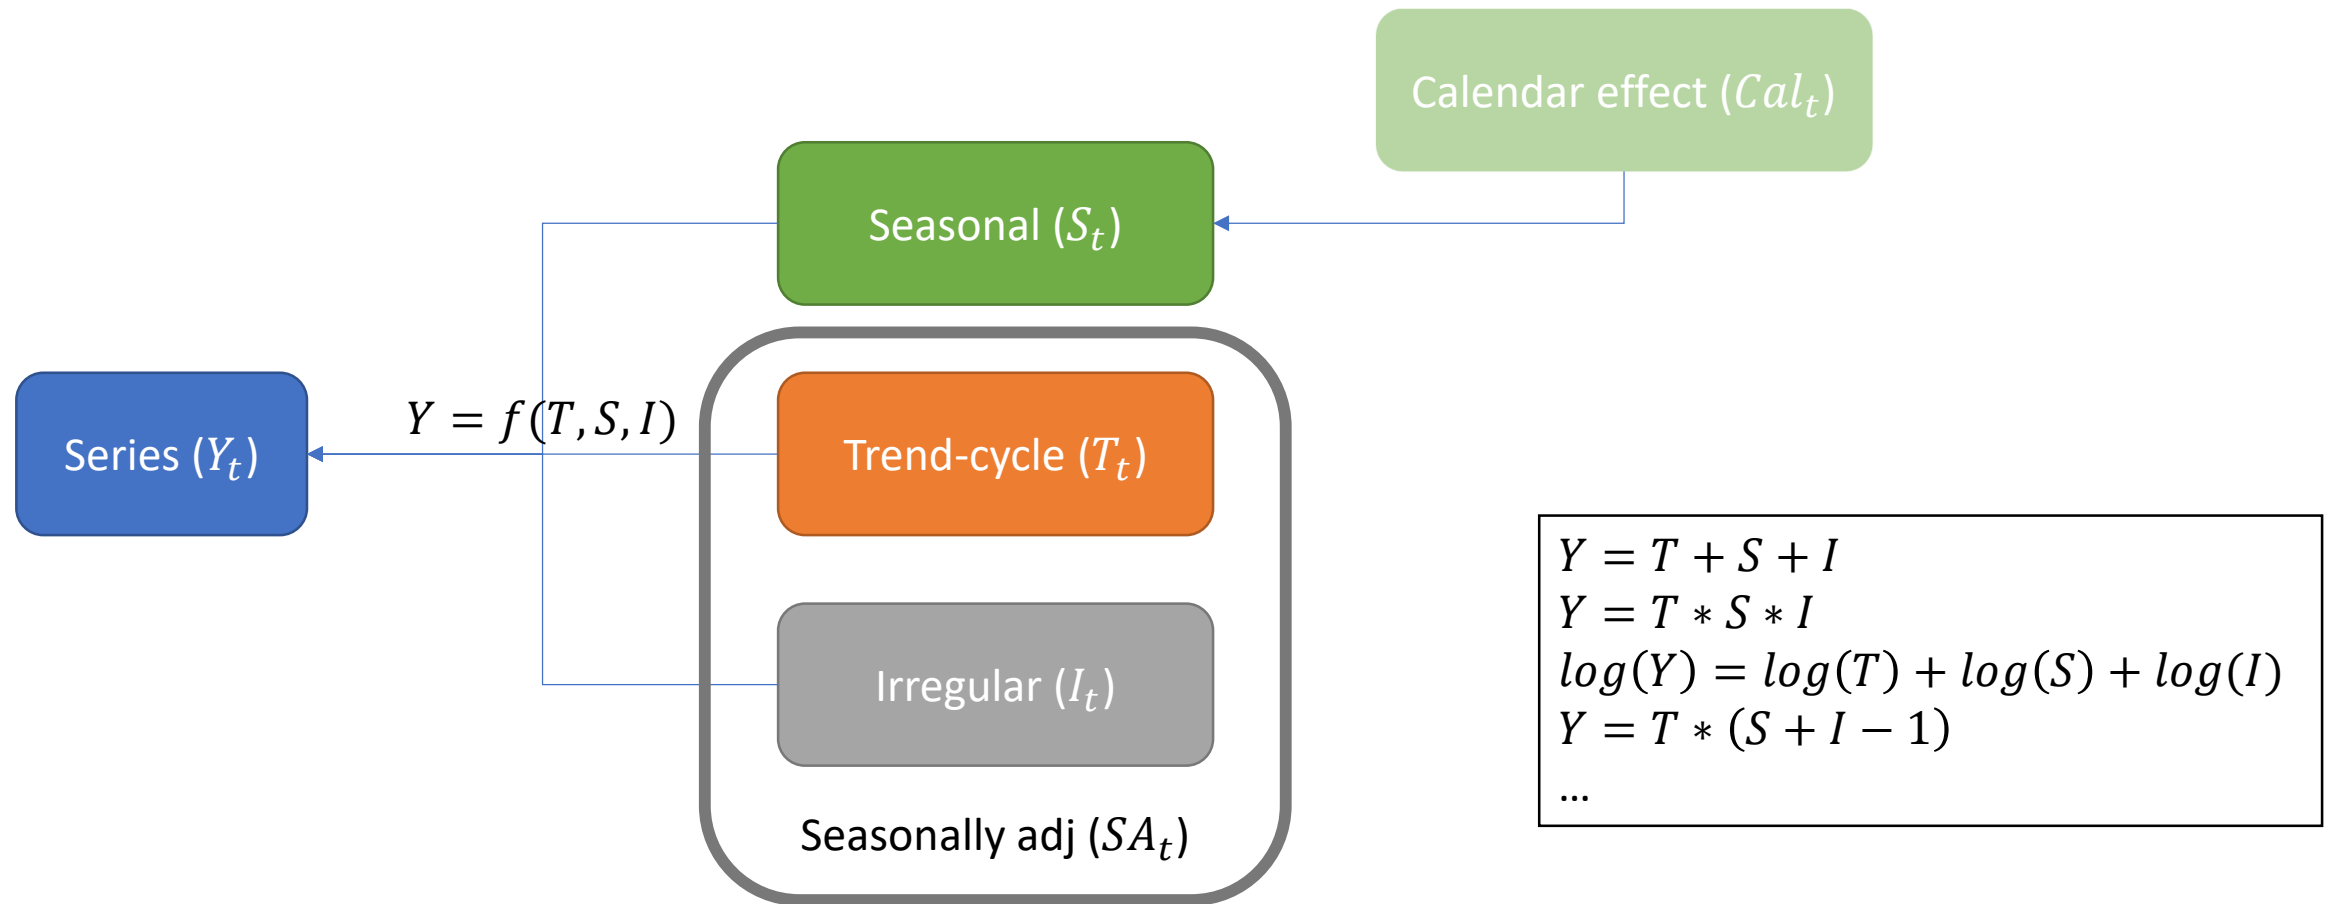 Calendar effect (Cal_t)
Seasonal (S_t)
Y = f(T, S, I)
Series (Y_t)
Trend-cycle (T_t)
Irregular (I_t)
Seasonally adj (SA_t)
Y = T + S + I
Y = T ∗ S ∗ I
log(Y) = log(T) + log(S) + log(I)
Y = T ∗ (S + I − 1)
...